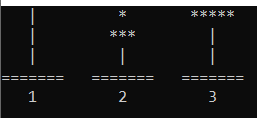 |          *        *****
   |         ***         |
   |          |          |
=======    =======    =======
   1          2          3